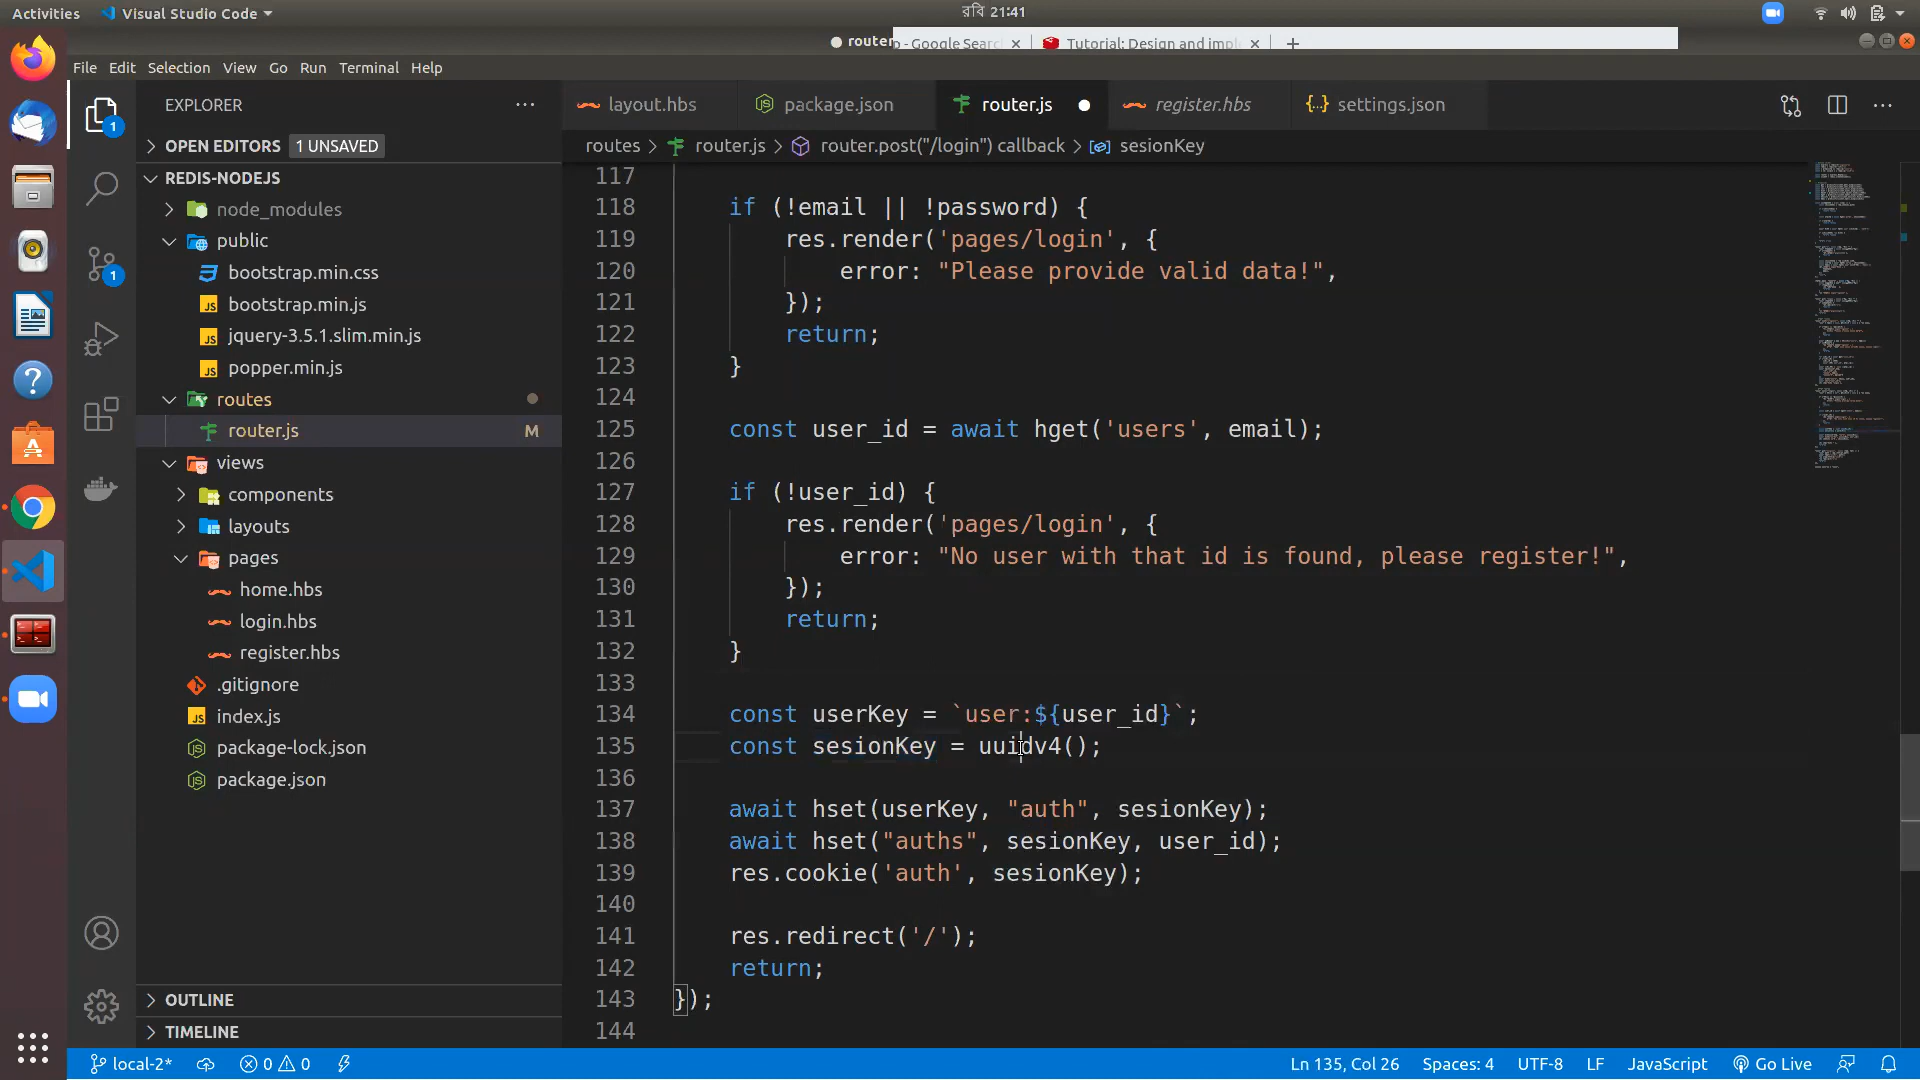 Activities Visual Studio Code রবি 21:41
router - Google Sear Tutorial: Design and imple
File Edit Selection View Go Run Terminal Help
EXPLORER
OPEN EDITORS 1 UNSAVED
REDIS-NODEJS
node_modules
public
bootstrap.min.css
bootstrap.min.js
jquery-3.5.1.slim.min.js
popper.min.js
routes
router.js M
views
components
layouts
pages
home.hbs
login.hbs
register.hbs
.gitignore
index.js
package-lock.json
package.json
OUTLINE
TIMELINE
layout.hbs package.json router.js register.hbs settings.json
routes > router.js > router.post("/login") callback > sesionKey
117
118 if (!email || !password) {
119 res.render('pages/login', {
120 error: "Please provide valid data!",
121 });
122 return;
123 }
124
125 const user_id = await hget('users', email);
126
127 if (!user_id) {
128 res.render('pages/login', {
129 error: "No user with that id is found, please register!",
130 });
131 return;
132 }
133
134 const userKey = `user:${user_id}`;
135 const sesionKey = uuidv4();
136
137 await hset(userKey, "auth", sesionKey);
138 await hset("auths", sesionKey, user_id);
139 res.cookie('auth', sesionKey);
140
141 res.redirect('/');
142 return;
143 });
144
local-2* 0 0 Ln 135, Col 26 Spaces: 4 UTF-8 LF JavaScript Go Live